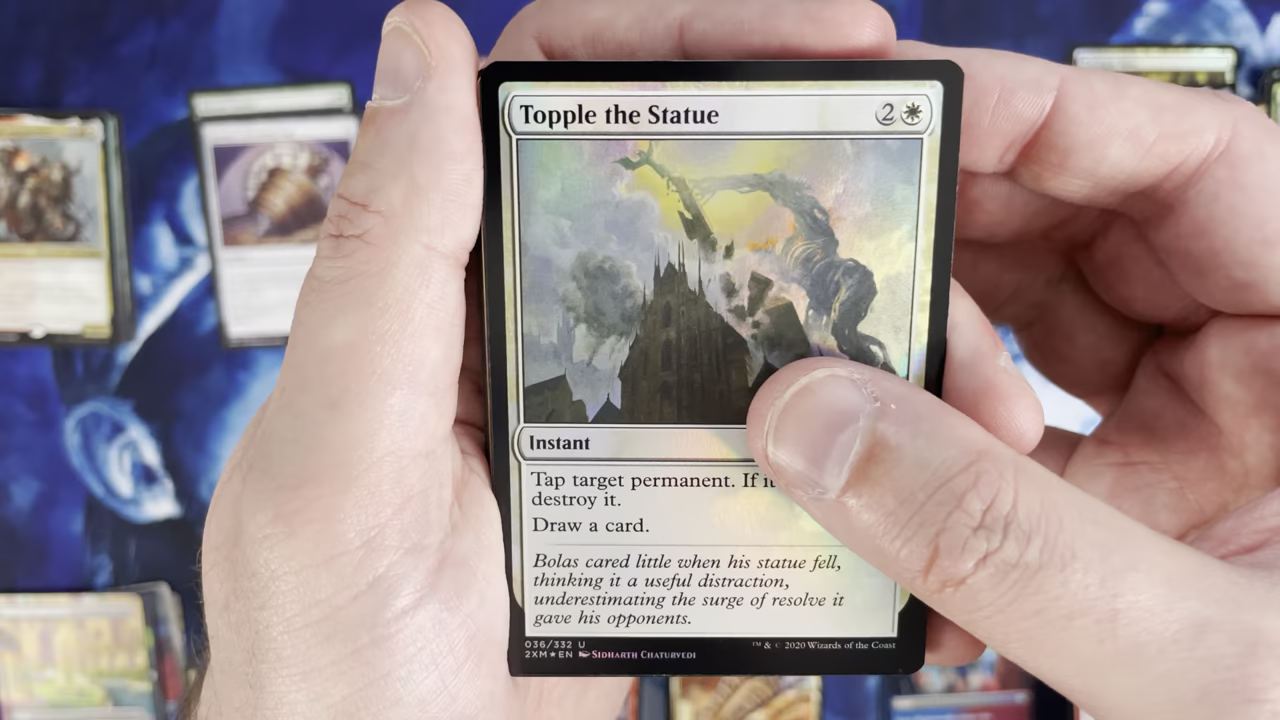 Topple the Statue 2
Instant
Tap target permanent. If
destroy it.
Draw a card.
Bolas cared little when his statue fell,
thinking it a useful distraction,
underestimating the surge of resolve it
gave his opponents.
036/332 U
2XM★EN Sidharth Chaturvedi
™ & © 2020 Wizards of the Coast